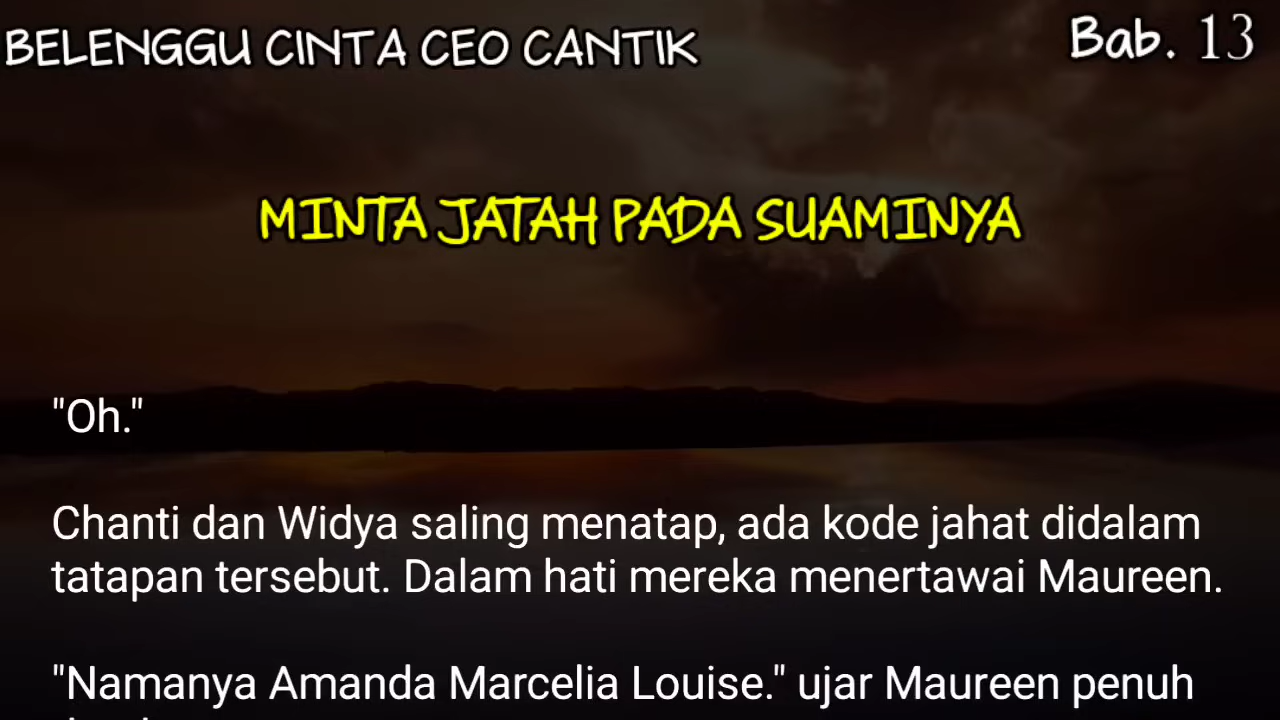 BELENGGU CINTA CEO CANTIK
Bab. 13
MINTA JATAH PADA SUAMINYA
"Oh."
Chanti dan Widya saling menatap, ada kode jahat didalam
tatapan tersebut. Dalam hati mereka menertawai Maureen.
"Namanya Amanda Marcelia Louise." ujar Maureen penuh